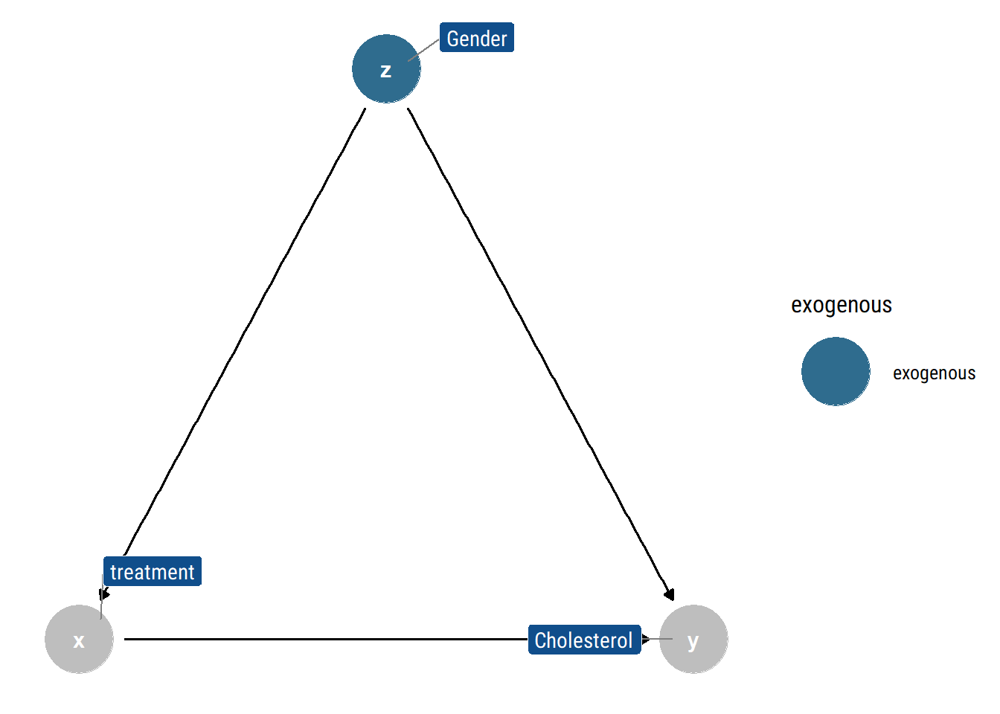 Gender
z
exogenous
exogenous
treatment
x
Cholesterol
y